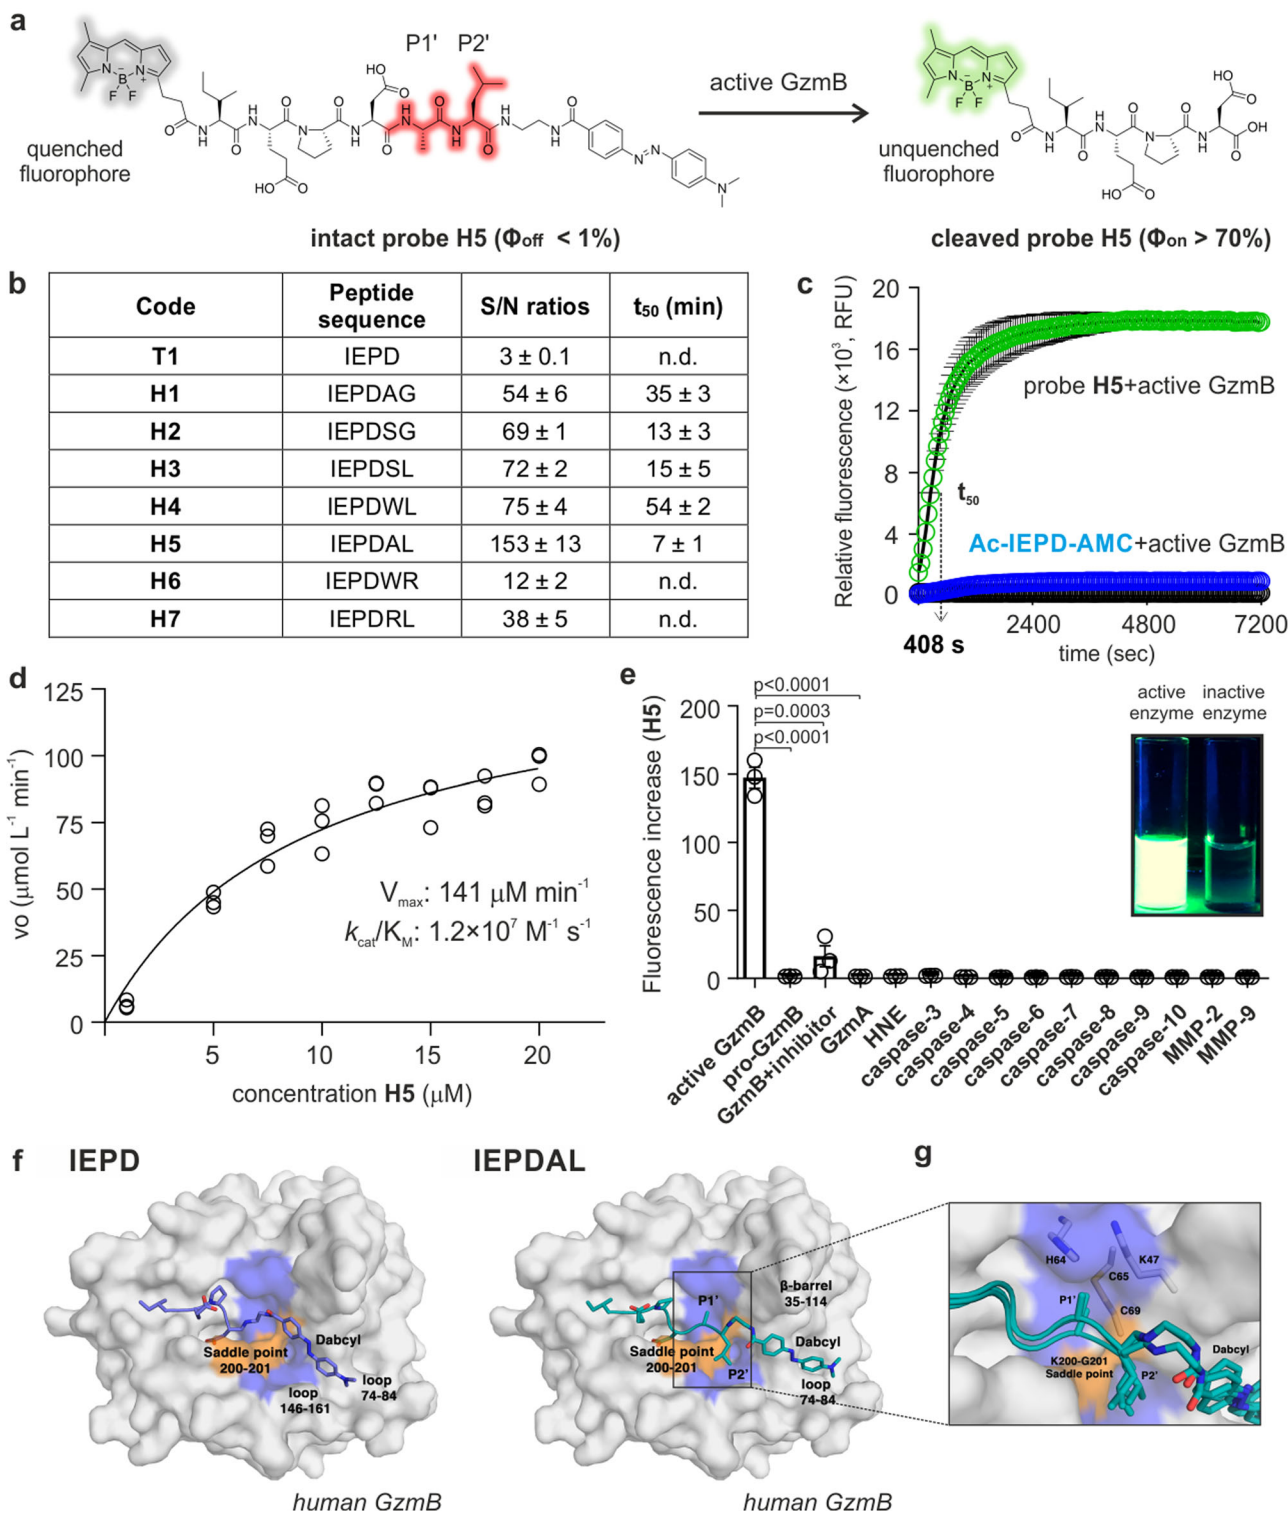 a
P1' P2'
HO O
active GzmB
quenched
fluorophore
unquenched
fluorophore
intact probe H5 (Φoff < 1%)
cleaved probe H5 (Φon > 70%)
b
Code Peptide sequence S/N ratios t50 (min)
T1 IEPD 3 ± 0.1 n.d.
H1 IEPDAG 54 ± 6 35 ± 3
H2 IEPDSG 69 ± 1 13 ± 3
H3 IEPDSL 72 ± 2 15 ± 5
H4 IEPDWL 75 ± 4 54 ± 2
H5 IEPDAL 153 ± 13 7 ± 1
H6 IEPDWR 12 ± 2 n.d.
H7 IEPDRL 38 ± 5 n.d.
c
Relative fluorescence (×10³, RFU)
20
16
12
8
4
0
probe H5+active GzmB
t50
Ac-IEPD-AMC+active GzmB
408 s
2400 4800 7200
time (sec)
d
vo (μmol L⁻¹ min⁻¹)
125
100
75
50
25
0
Vmax: 141 μM min⁻¹
kcat/KM: 1.2×10⁷ M⁻¹ s⁻¹
5 10 15 20
concentration H5 (μM)
e
Fluorescence increase (H5)
200
150
100
50
0
p<0.0001
p=0.0003
p<0.0001
active enzyme
inactive enzyme
active GzmB
pro-GzmB
GzmB+inhibitor
GzmA
HNE
caspase-3
caspase-4
caspase-5
caspase-6
caspase-7
caspase-8
caspase-9
caspase-10
MMP-2
MMP-9
f
IEPD
Saddle point
200-201
Dabcyl
loop
74-84
loop
146-161
human GzmB
IEPDAL
β-barrel
35-114
P1'
Saddle point
200-201
Dabcyl
P2'
loop
74-84
human GzmB
g
H64
K47
C65
P1'
C69
K200-G201
Saddle point
P2'
Dabcyl